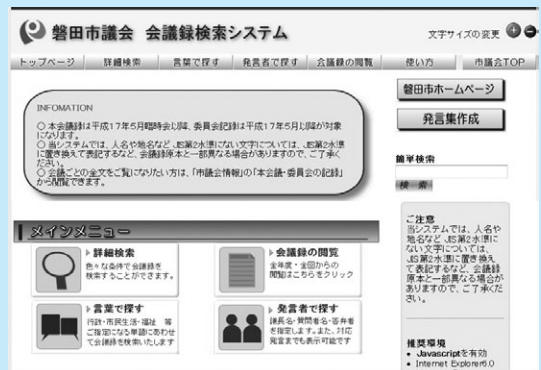 磐田市議会 会議録検索システム
文字サイズの変更
トップページ 詳細検索 言葉で探す 発言者で探す 会議録の閲覧 使い方 市議会TOP
INFOMATION
○ 本会議録は平成17年5月臨時会以降、委員会記録は平成17年5月以降が対象
になります。
○ 当システムでは、人名や地名など JIS第2水準にない文字については、JIS第2水準
に置き換えて表記するなど、会議録原本と一部異なる場合がありますので、ご了承く
ださい。
○ 会議ごとの全文をご覧になりたい方は、「市議会情報」の「本会議・委員会の記録」
から閲覧できます。
メインメニュー
詳細検索
色々な条件で会議録を
検索することができます。
会議録の閲覧
全年度・全回からの
閲覧はこちらをクリック
言葉で探す
行政・市民生活・福祉 等
ご指定になる単語にあわせ
て会議録を検索いたします
発言者で探す
議長名・質問者名・答弁者
を指定します。また、対応
発言までも表示可能です
磐田市ホームページ
発言集作成
簡単検索
検 索
ご注意
当システムでは、人名や
地名など JIS第2水準に
ない文字については、
JIS第2水準に置き換え
て表記するなど、会議録
原本と一部異なる場合が
ありますので、ご了承くだ
さい。
推奨環境
• Javascriptを有効
• Internet Explorer6.0